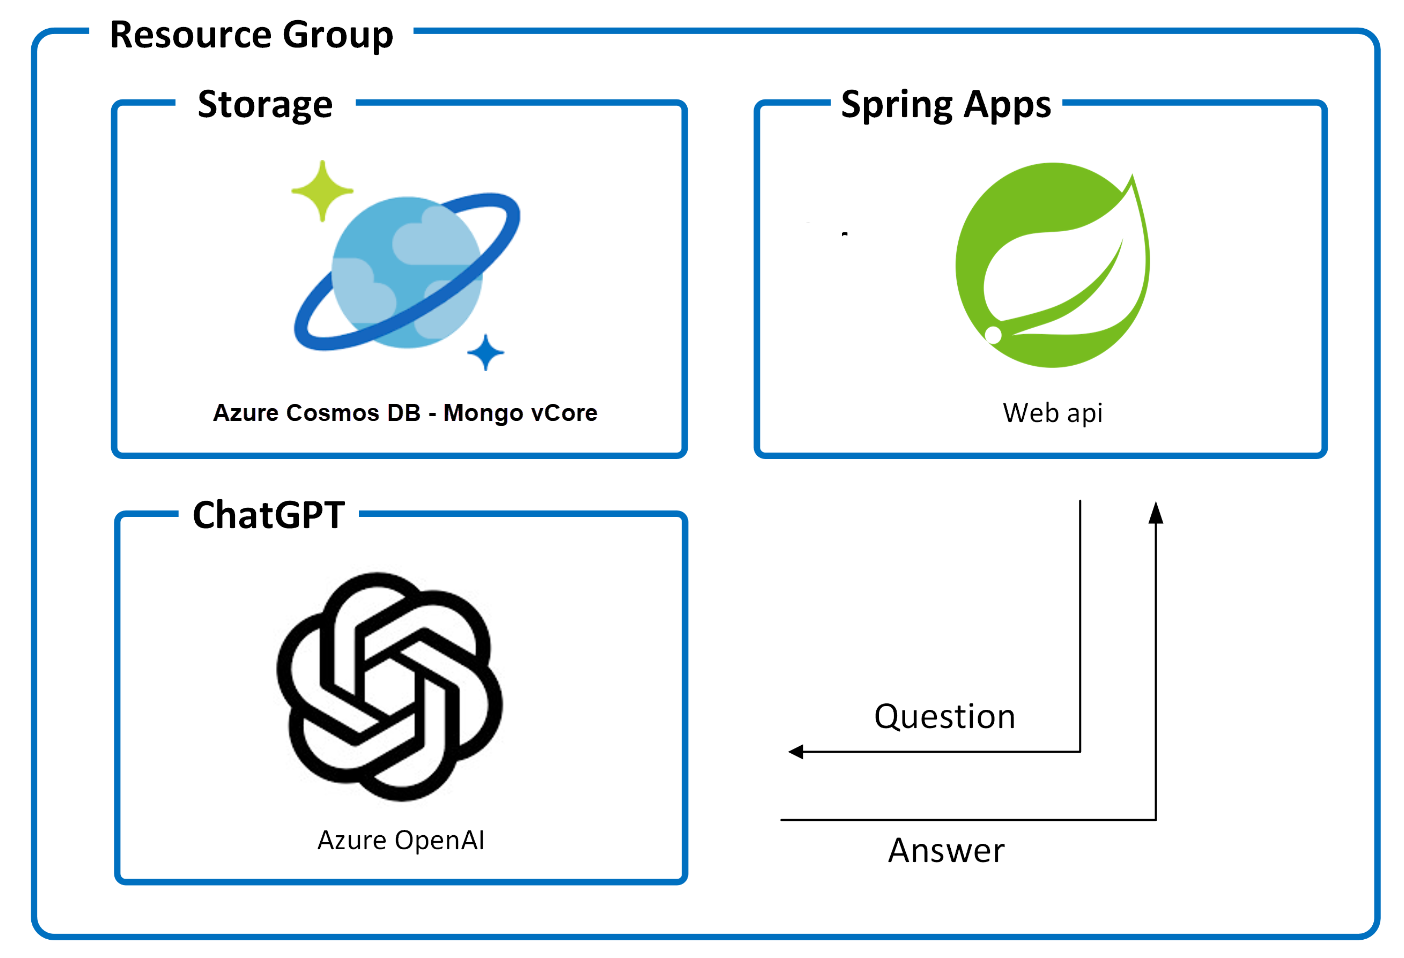 Resource Group
Storage
Spring Apps
Azure Cosmos DB - Mongo vCore
Web api
ChatGPT
Question
Azure OpenAI
Answer